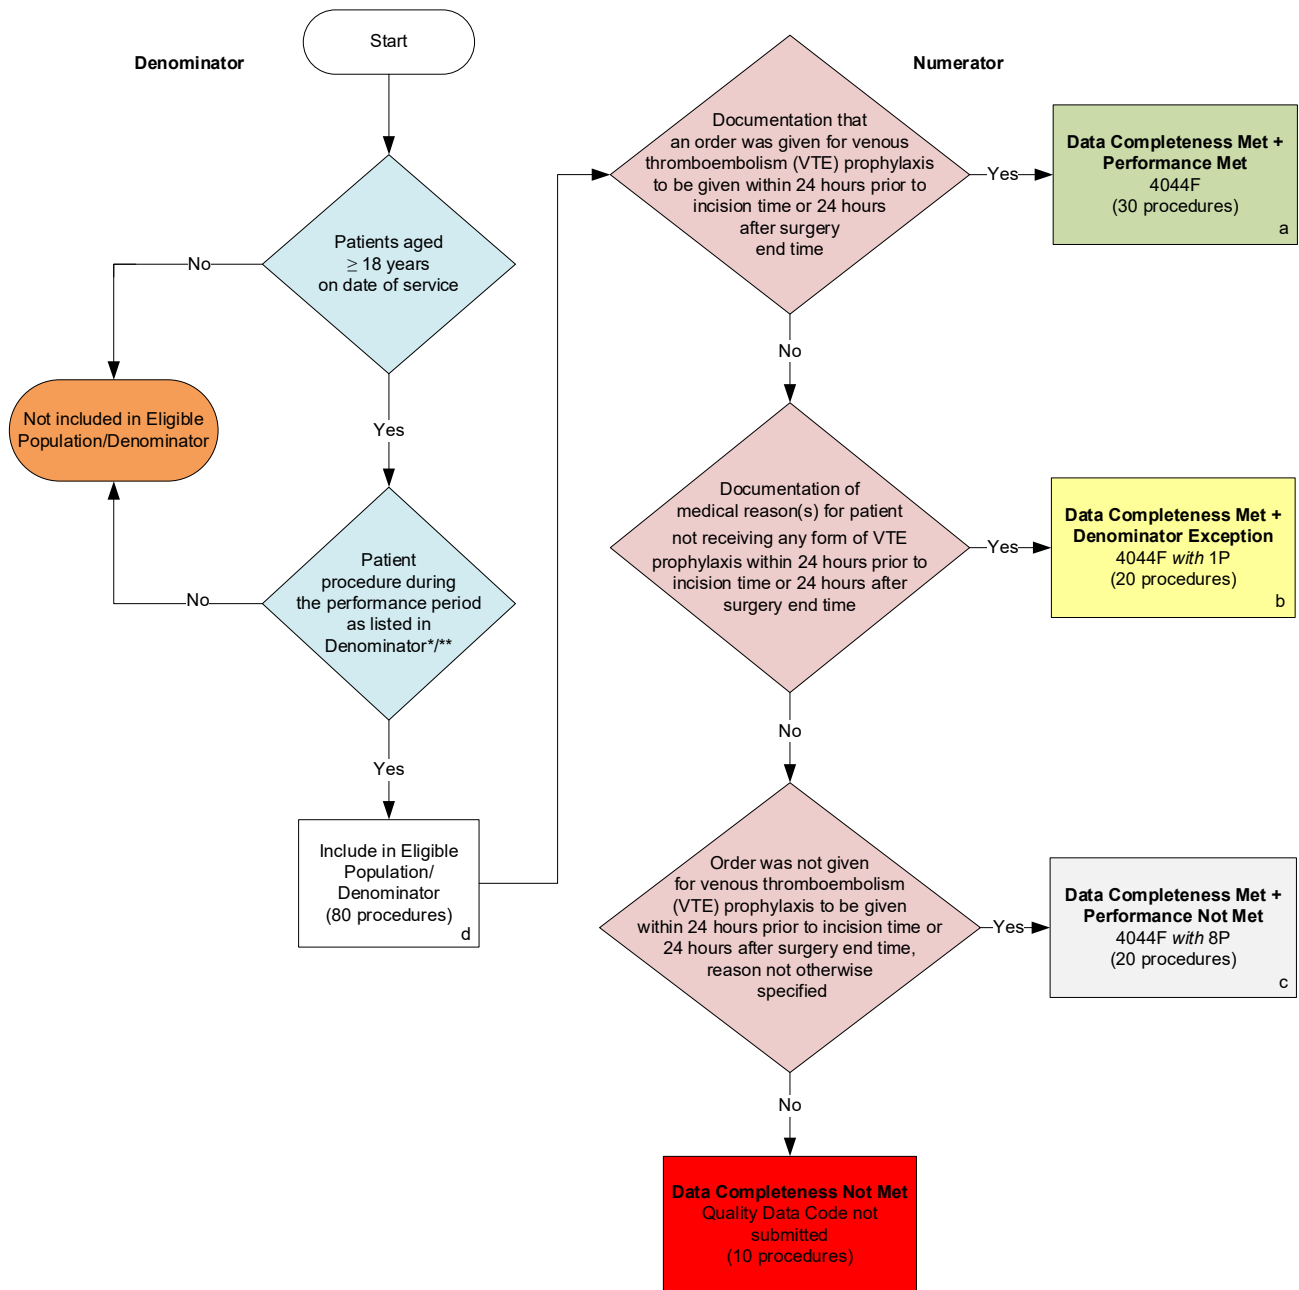 Start
Denominator
Patients aged
≥ 18 years
on date of service
No
Not included in Eligible
Population/Denominator
Yes
Patient
procedure during
the performance period
as listed in
Denominator*/**
No
Yes
Include in Eligible
Population/
Denominator
(80 procedures)
d
Numerator
Documentation that
an order was given for venous
thromboembolism (VTE) prophylaxis
to be given within 24 hours prior to
incision time or 24 hours
after surgery
end time
Yes
Data Completeness Met +
Performance Met
4044F
(30 procedures)
a
No
Documentation of
medical reason(s) for patient
not receiving any form of VTE
prophylaxis within 24 hours prior to
incision time or 24 hours after
surgery end time
Yes
Data Completeness Met +
Denominator Exception
4044F with 1P
(20 procedures)
b
No
Order was not given
for venous thromboembolism
(VTE) prophylaxis to be given
within 24 hours prior to incision time or
24 hours after surgery end time,
reason not otherwise
specified
Yes
Data Completeness Met +
Performance Not Met
4044F with 8P
(20 procedures)
c
No
Data Completeness Not Met
Quality Data Code not
submitted
(10 procedures)